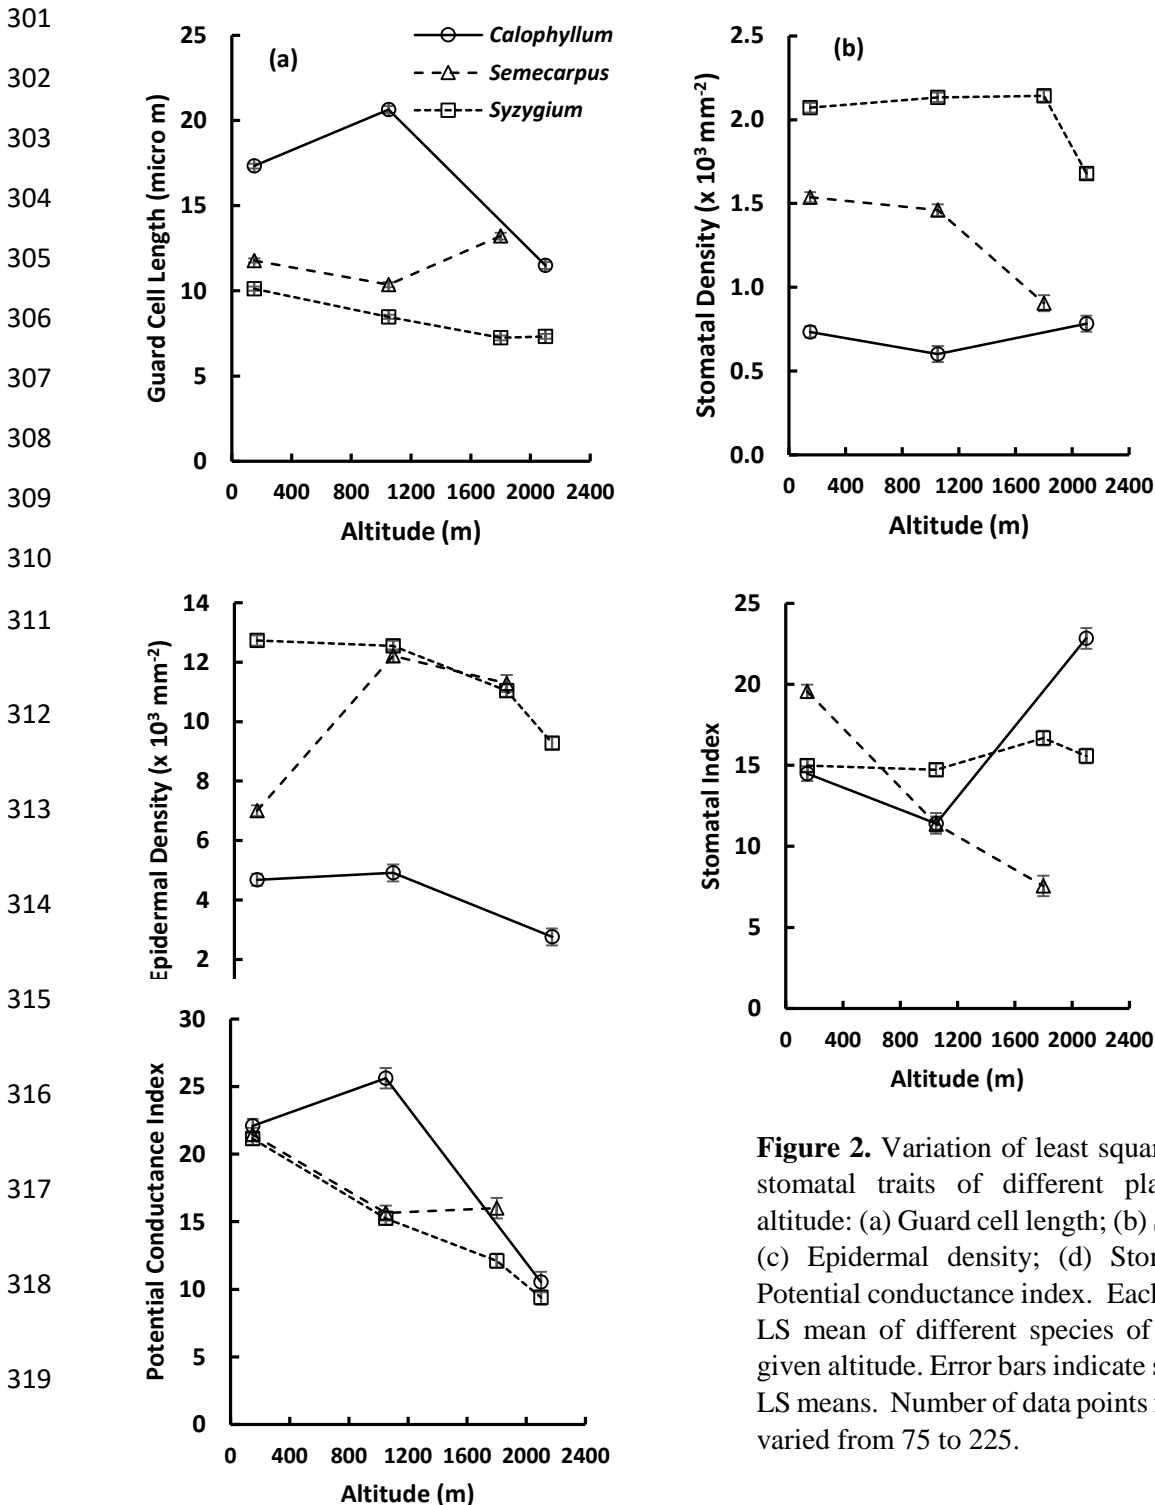 301
302
303
304
305
306
307
308
309
310
311
312
313
314
315
316
317
318
319
(a)
Calophyllum
Semecarpus
Syzygium
Guard Cell Length (micro m)
25
20
15
10
5
0
0 400 800 1200 1600 2000 2400
Altitude (m)
(b)
Stomatal Density (x 10³ mm⁻²)
2.5
2.0
1.5
1.0
0.5
0.0
0 400 800 1200 1600 2000 2400
Altitude (m)
Epidermal Density (x 10³ mm⁻²)
14
12
10
8
6
4
2
Stomatal Index
25
20
15
10
5
0
0 400 800 1200 1600 2000 2400
Altitude (m)
Potential Conductance Index
30
25
20
15
10
5
0
0 400 800 1200 1600 2000 2400
Altitude (m)
Figure 2. Variation of least squar
stomatal traits of different pla
altitude: (a) Guard cell length; (b)
(c) Epidermal density; (d) Stor
Potential conductance index. Each
LS mean of different species of
given altitude. Error bars indicate s
LS means. Number of data points
varied from 75 to 225.